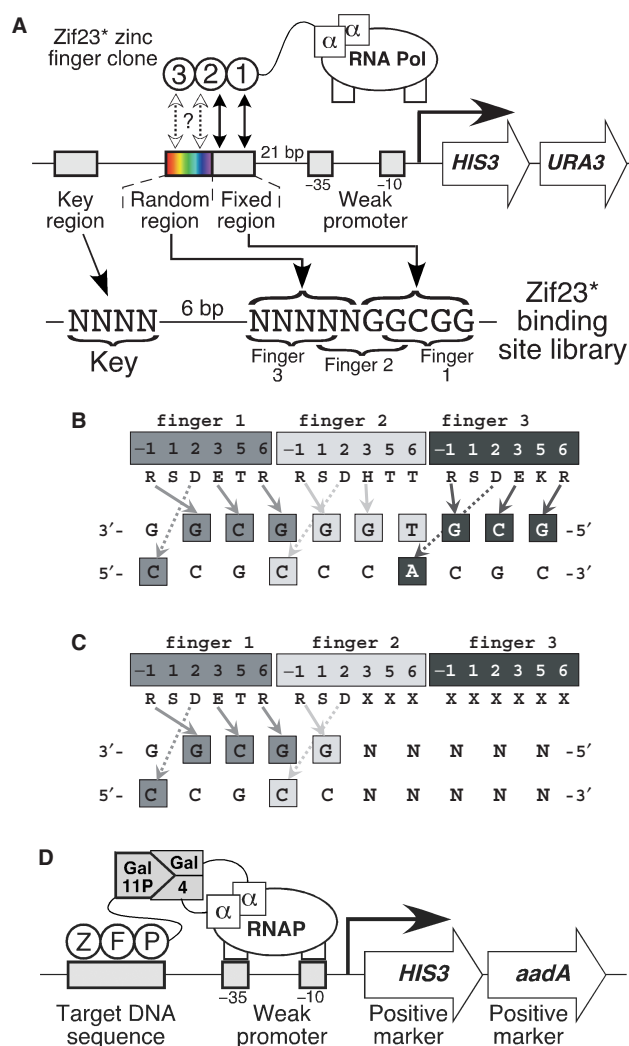 A
Zif23* zinc
finger clone
3 2 1
α α
RNA Pol
?
21 bp
−35
−10
HIS3
URA3
Key
region
Random
region
Fixed
region
Weak
promoter
NNNN
6 bp
NNNNNGGCGG
Key
Finger
3
Finger 2
Finger
1
Zif23*
binding
site library
B
finger 1 finger 2 finger 3
−1 1 2 3 5 6 −1 1 2 3 5 6 −1 1 2 3 5 6
R S D E T R R S D H T T R S D E K R
3′- G G C G G G T G C G -5′
5′- C C G C C C A C G C -3′
C
finger 1 finger 2 finger 3
−1 1 2 3 5 6 −1 1 2 3 5 6 −1 1 2 3 5 6
R S D E T R R S D X X X X X X X X X
3′- G G C G G N N N N N -5′
5′- C C G C C N N N N N -3′
D
Gal
11P
Gal
4
α α
RNAP
Z F P
−35
−10
HIS3
aadA
Target DNA
sequence
Weak
promoter
Positive
marker
Positive
marker